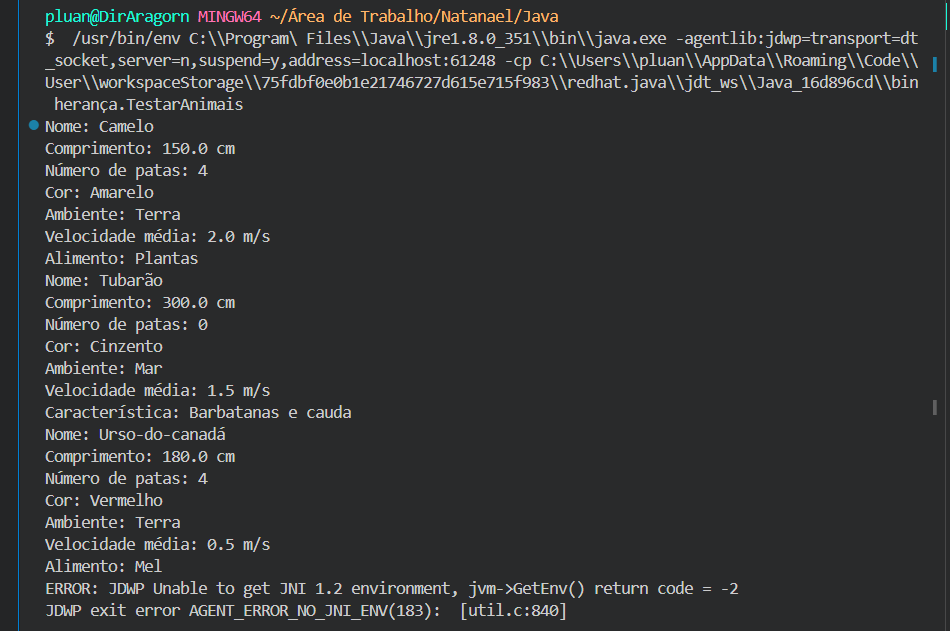 pluan@DirAragorn MINGW64 ~/Área de Trabalho/Natanael/Java
$  /usr/bin/env C:\\Program\ Files\\Java\\jre1.8.0_351\\bin\\java.exe -agentlib:jdwp=transport=dt
_socket,server=n,suspend=y,address=localhost:61248 -cp C:\\Users\\pluan\\AppData\\Roaming\\Code\\
User\\workspaceStorage\\75fdbf0e0b1e21746727d615e715f983\\redhat.java\\jdt_ws\\Java_16d896cd\\bin
 herança.TestarAnimais
Nome: Camelo
Comprimento: 150.0 cm
Número de patas: 4
Cor: Amarelo
Ambiente: Terra
Velocidade média: 2.0 m/s
Alimento: Plantas
Nome: Tubarão
Comprimento: 300.0 cm
Número de patas: 0
Cor: Cinzento
Ambiente: Mar
Velocidade média: 1.5 m/s
Característica: Barbatanas e cauda
Nome: Urso-do-canadá
Comprimento: 180.0 cm
Número de patas: 4
Cor: Vermelho
Ambiente: Terra
Velocidade média: 0.5 m/s
Alimento: Mel
ERROR: JDWP Unable to get JNI 1.2 environment, jvm->GetEnv() return code = -2
JDWP exit error AGENT_ERROR_NO_JNI_ENV(183):  [util.c:840]